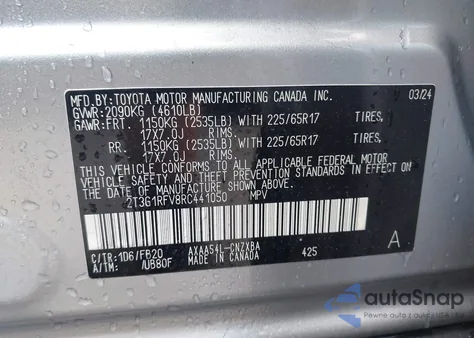 MFD.BY:TOYOTA MOTOR MANUFACTURING CANADA INC. 03/24
GVWR:2090KG (4610LB)
GAWR:FRT. 1150KG (2535LB) WITH 225/65R17 TIRES,
17X7.0J RIMS.
RR. 1150KG (2535LB) WITH 225/65R17 TIRES,
17X7.0J RIMS.
THIS VEHICLE CONFORMS TO ALL APPLICABLE FEDERAL MOTOR
VEHICLE SAFETY STANDARDS IN EFFECT ON THE DATE OF
MANUFACTURE SHOWN ABOVE.
2T3G1RFV8RC441050 MPV
C/TR:1D6/FB20 AXAA54L-CNZXBA A
A/TM: /UB80F MADE IN CANADA 425
autoSnap
Pewne auta z USA i